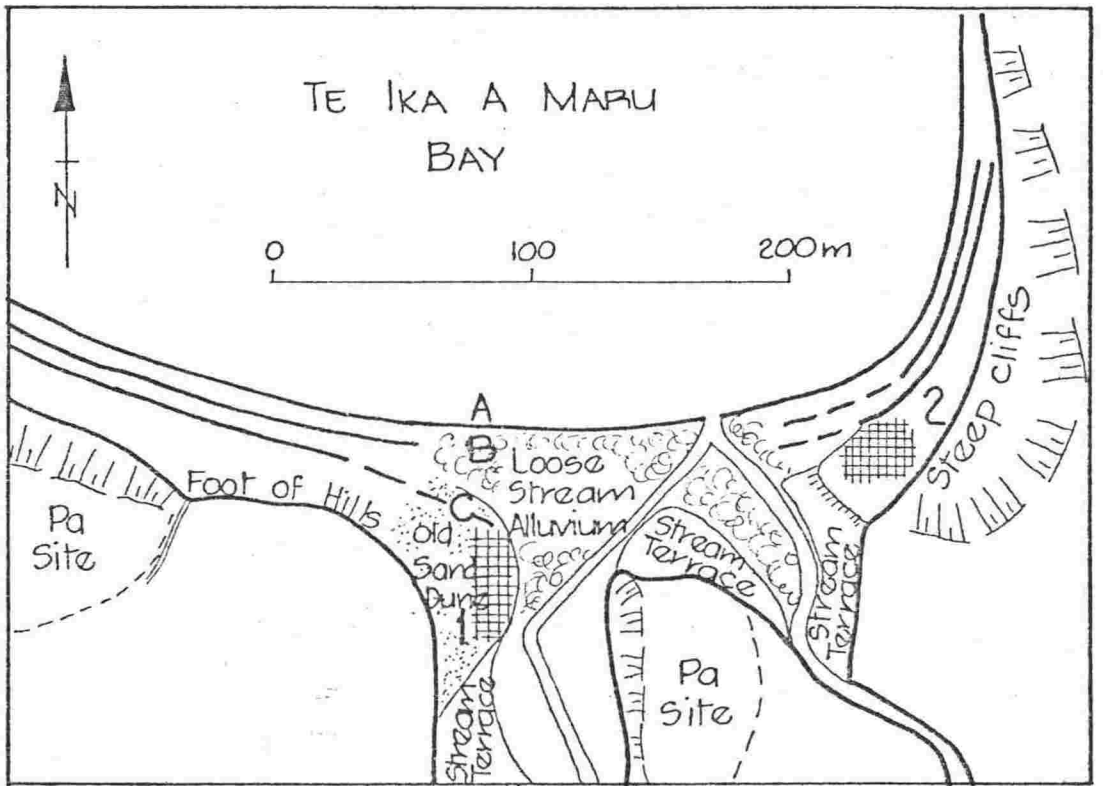 TE IKA A MARU
BAY
N
0 100 200m
A
B
C
Loose
Stream
Alluvium
Foot of Hills
Old
Sand
Dune
1
2
Steep Cliffs
Pa
Site
Stream
Terrace
Stream
Terrace
Stream
Terrace
Pa
Site